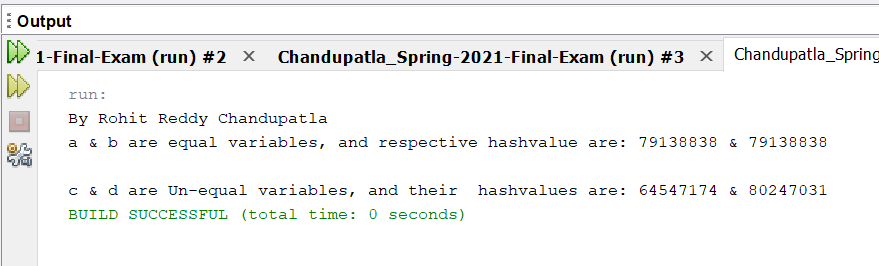 Output
1-Final-Exam (run) #2
Chandupatla_Spring-2021-Final-Exam (run) #3
Chandupatla_Spring
run:
By Rohit Reddy Chandupatla
a & b are equal variables, and respective hashvalue are: 79138838 & 79138838
c & d are Un-equal variables, and their  hashvalues are: 64547174 & 80247031
BUILD SUCCESSFUL (total time: 0 seconds)